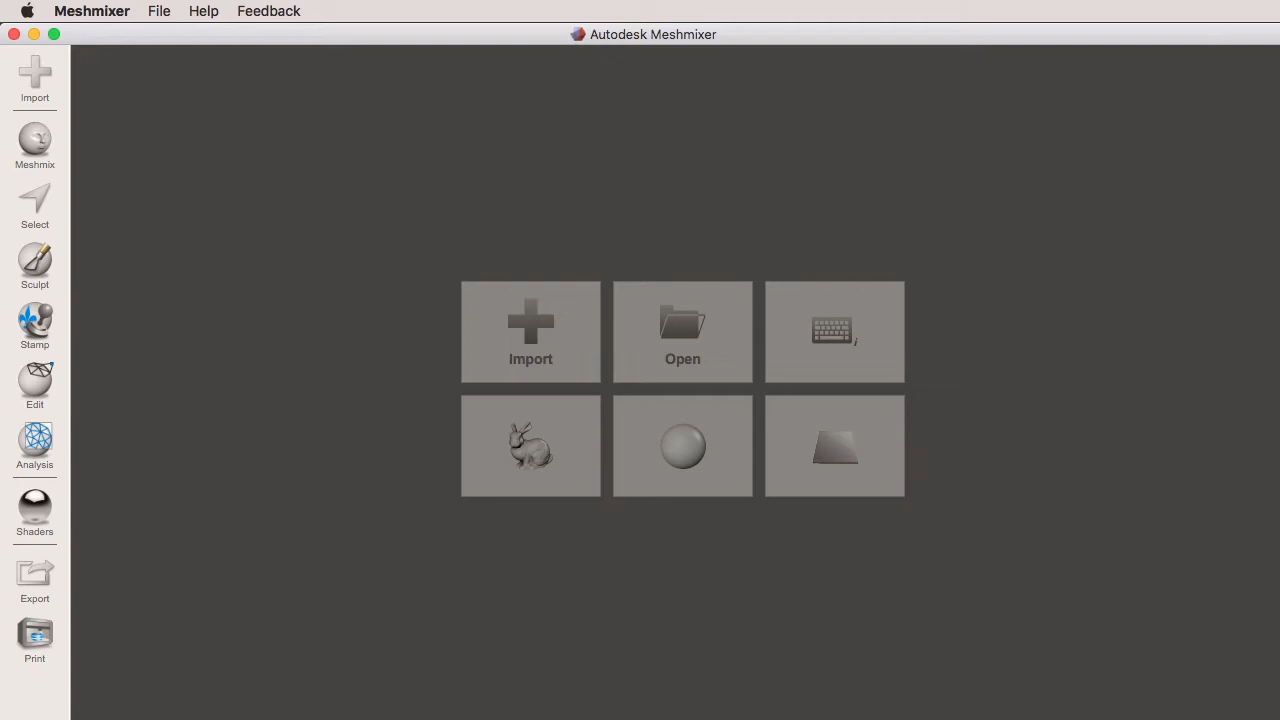 Meshmixer File Help Feedback
Autodesk Meshmixer
Import
Meshmix
Select
Sculpt
Stamp
Edit
Analysis
Shaders
Export
Print
Import
Open